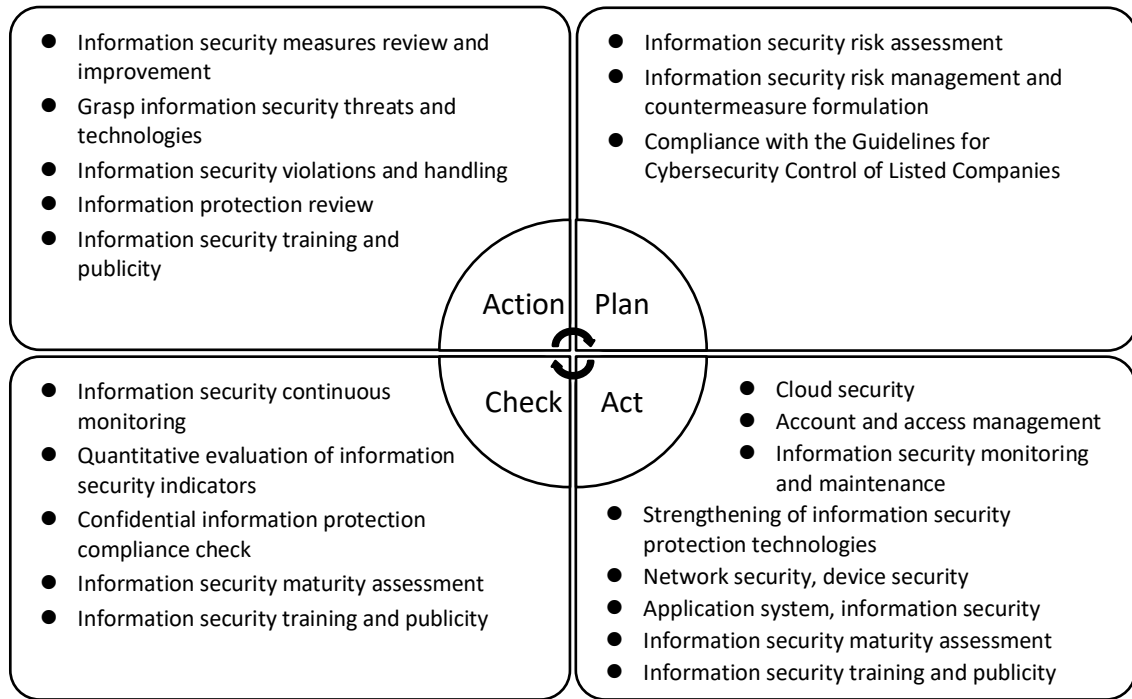 ● Information security measures review and
improvement
● Grasp information security threats and
technologies
● Information security violations and handling
● Information protection review
● Information security training and
publicity
● Information security risk assessment
● Information security risk management and
countermeasure formulation
● Compliance with the Guidelines for
Cybersecurity Control of Listed Companies
Action
Plan
● Information security continuous
monitoring
● Quantitative evaluation of information
security indicators
● Confidential information protection
compliance check
● Information security maturity assessment
● Information security training and publicity
Check
Act
● Cloud security
● Account and access management
● Information security monitoring
and maintenance
● Strengthening of information security
protection technologies
● Network security, device security
● Application system, information security
● Information security maturity assessment
● Information security training and publicity